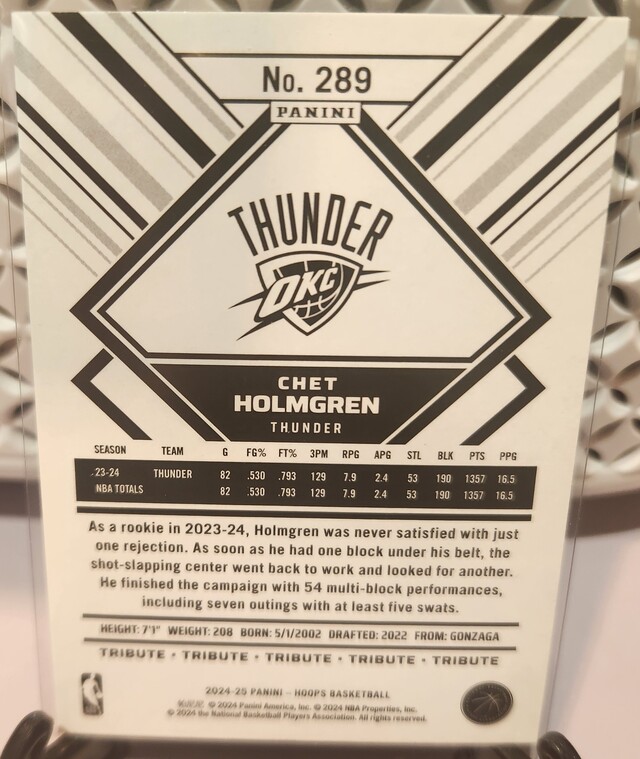 No. 289
PANINI
THUNDER
OKC
CHET
HOLMGREN
THUNDER
SEASON TEAM G FG% FT% 3PM RPG APG STL BLK PTS PPG
23-24 THUNDER 82 .530 .793 129 7.9 2.4 53 190 1357 16.5
NBA TOTALS 82 .530 .793 129 7.9 2.4 53 190 1357 16.5
As a rookie in 2023-24, Holmgren was never satisfied with just
one rejection. As soon as he had one block under his belt, the
shot-slapping center went back to work and looked for another.
He finished the campaign with 54 multi-block performances,
including seven outings with at least five swats.
HEIGHT: 7'1" WEIGHT: 208 BORN: 5/1/2002 DRAFTED: 2022 FROM: GONZAGA
TRIBUTE • TRIBUTE • TRIBUTE • TRIBUTE • TRIBUTE
2024-25 PANINI – HOOPS BASKETBALL
© 2024 Panini America, Inc. © 2024 NBA Properties, Inc.
© 2024 the National Basketball Players Association. All rights reserved.